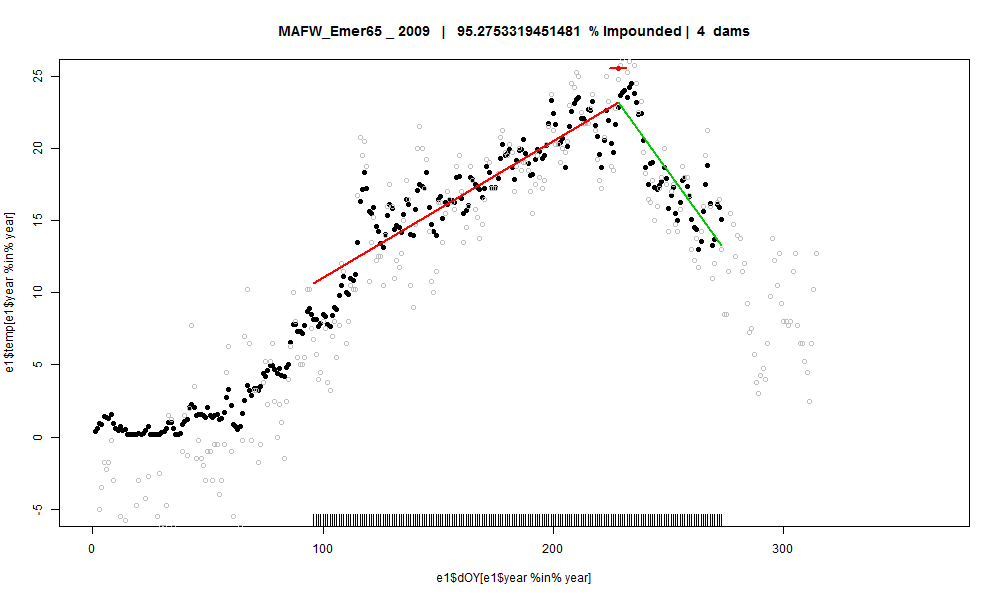 MAFW_Emer65 _ 2009 | 95.2753319451481 % Impounded | 4 dams
25
20
15
10
5
0
-5
e1$temp[e1$year %in% year]
0 100 200 300
e1$dOY[e1$year %in% year]